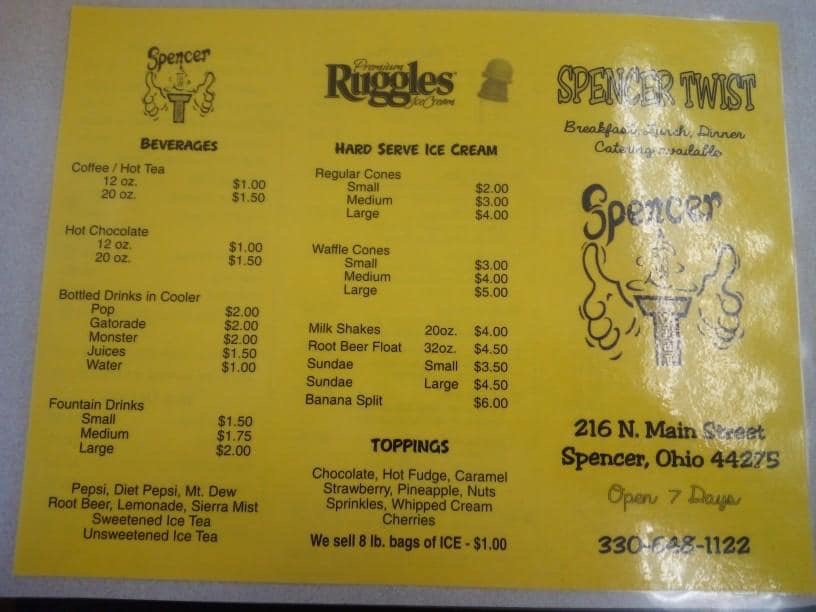 Spencer
BEVERAGES
Coffee / Hot Tea
12 oz. $1.00
20 oz. $1.50
Hot Chocolate
12 oz. $1.00
20 oz. $1.50
Bottled Drinks in Cooler
Pop $2.00
Gatorade $2.00
Monster $2.00
Juices $1.50
Water $1.00
Fountain Drinks
Small $1.50
Medium $1.75
Large $2.00
Pepsi, Diet Pepsi, Mt. Dew
Root Beer, Lemonade, Sierra Mist
Sweetened Ice Tea
Unsweetened Ice Tea
Premium
Ruggles
Ice Cream
HARD SERVE ICE CREAM
Regular Cones
Small $2.00
Medium $3.00
Large $4.00
Waffle Cones
Small $3.00
Medium $4.00
Large $5.00
Milk Shakes 20oz. $4.00
Root Beer Float 32oz. $4.50
Sundae Small $3.50
Sundae Large $4.50
Banana Split $6.00
TOPPINGS
Chocolate, Hot Fudge, Caramel
Strawberry, Pineapple, Nuts
Sprinkles, Whipped Cream
Cherries
We sell 8 lb. bags of ICE - $1.00
SPENCER TWIST
Breakfast, Lunch, Dinner
Catering available
Spencer
216 N. Main Street
Spencer, Ohio 44275
Open 7 Days
330-648-1122